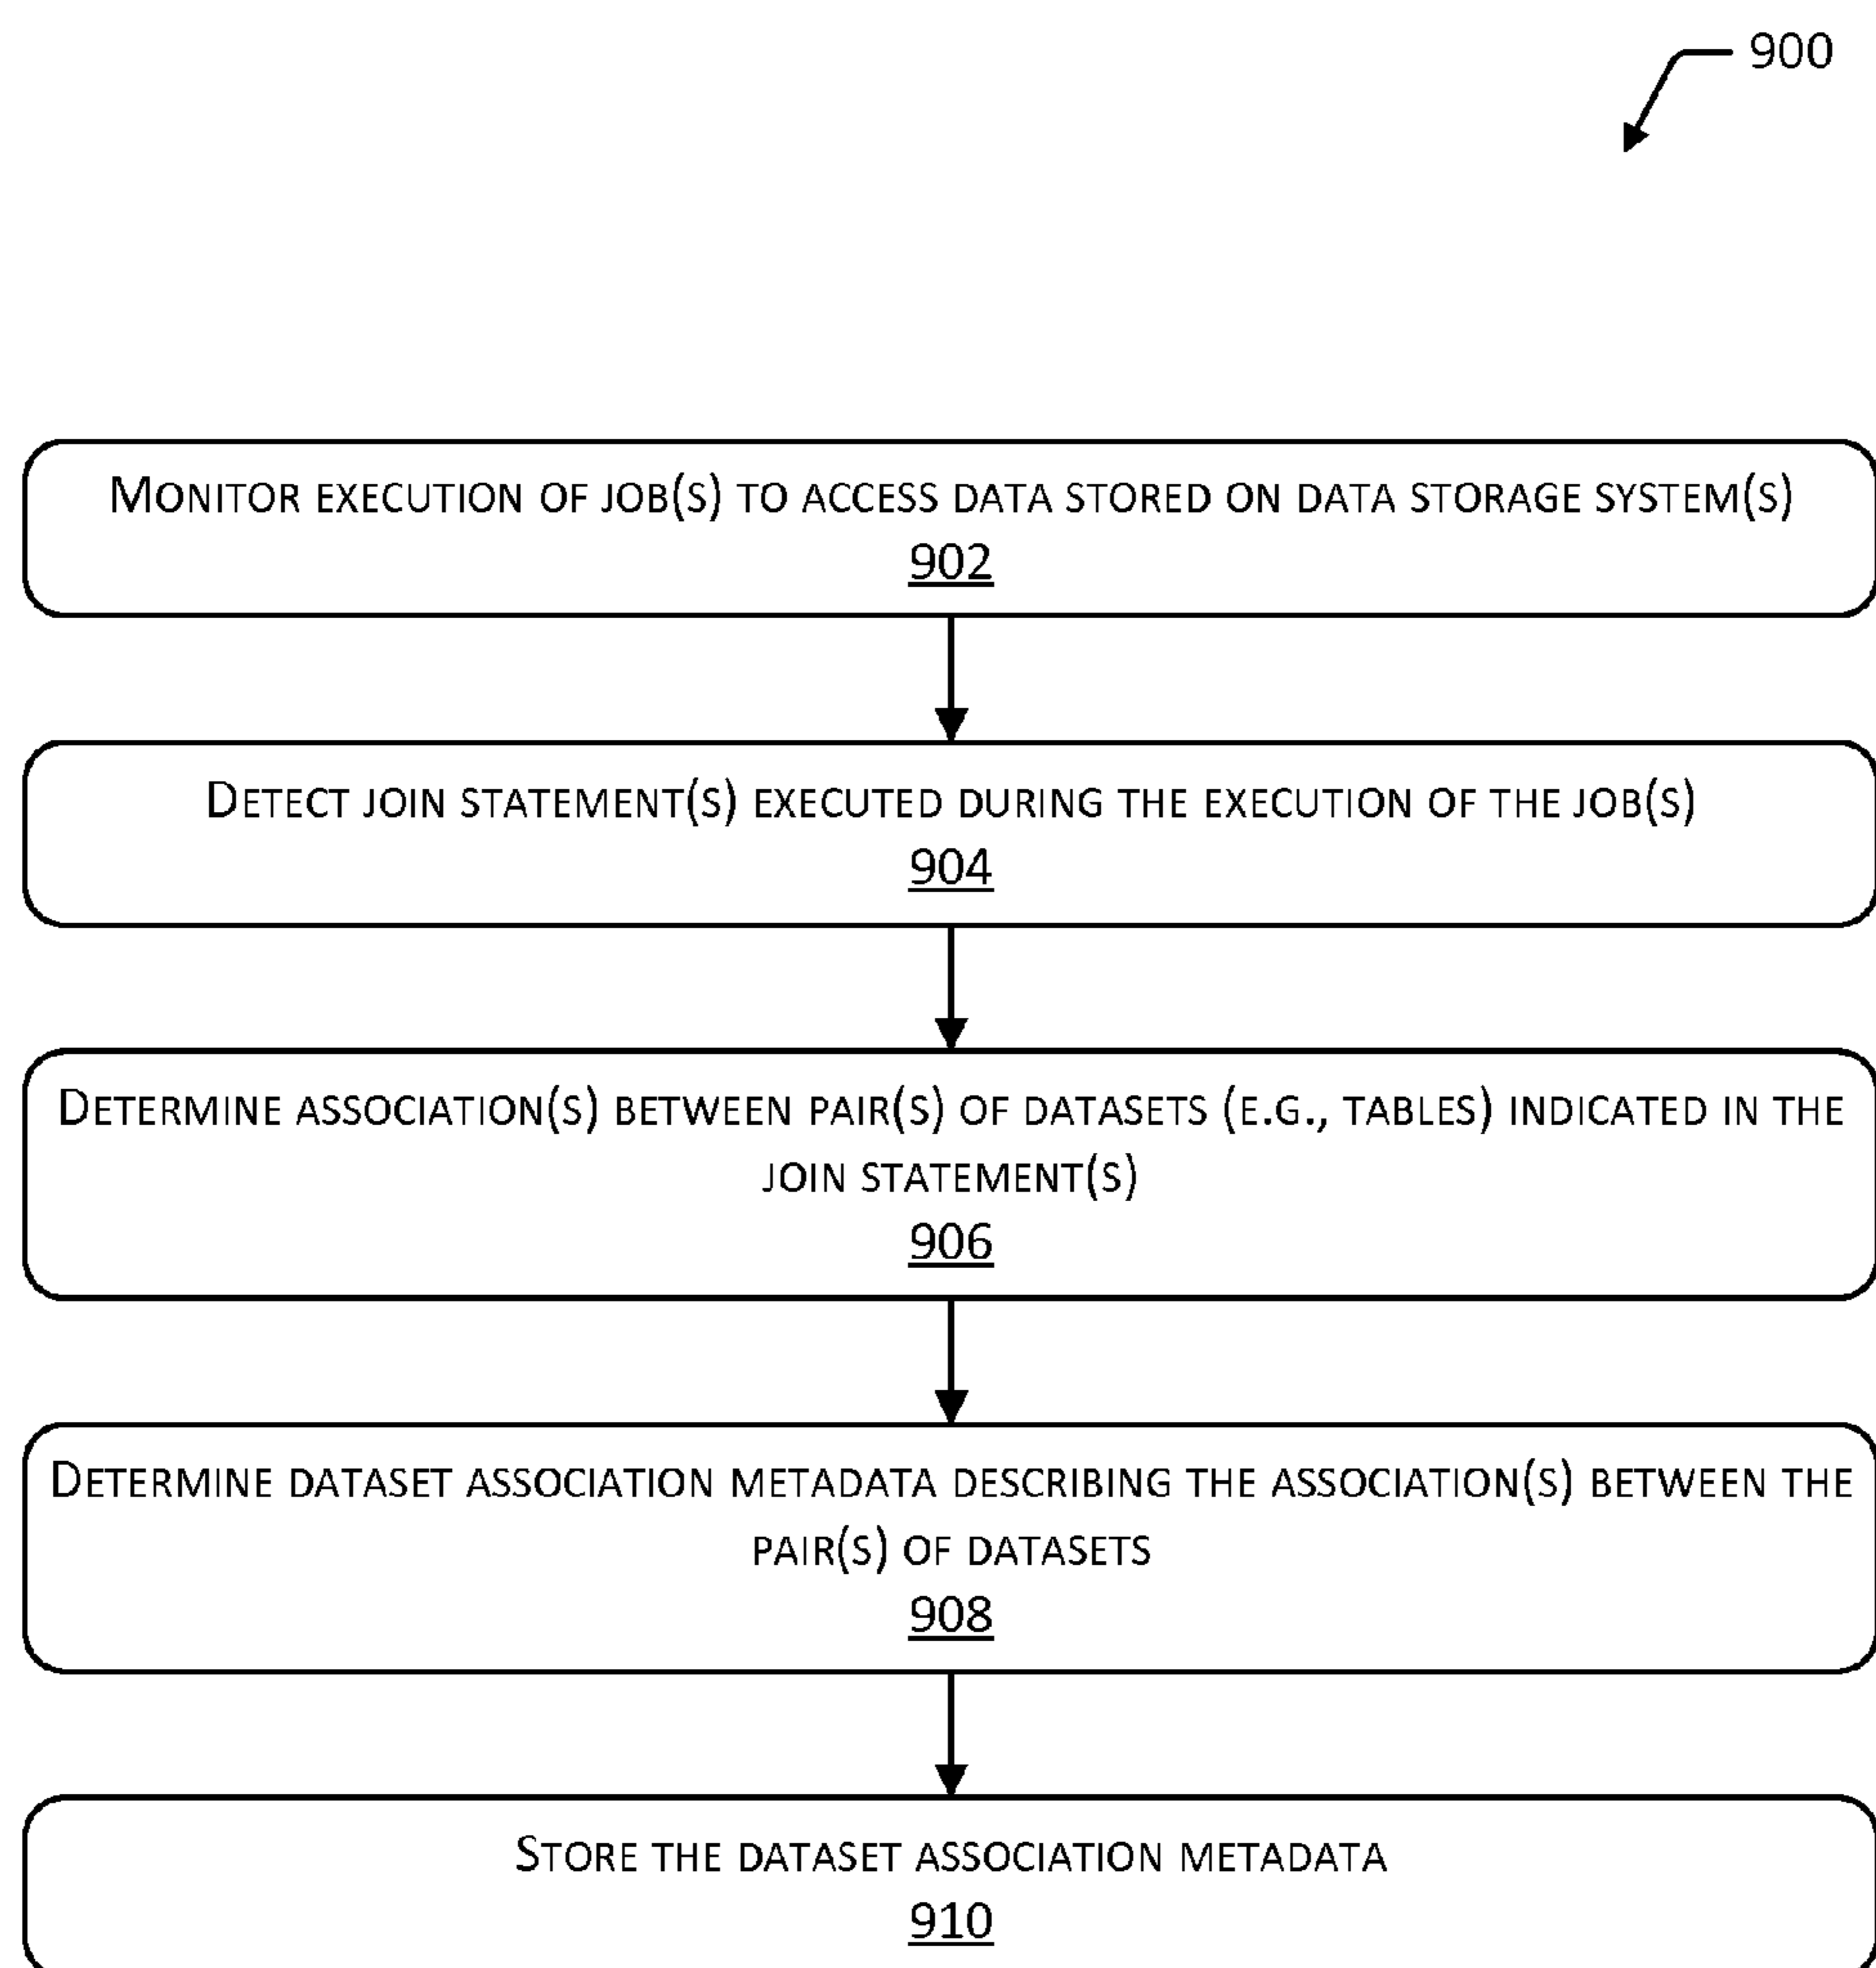 900
Monitor execution of job(s) to access data stored on data storage system(s)
902
Detect join statement(s) executed during the execution of the job(s)
904
Determine association(s) between pair(s) of datasets (e.g., tables) indicated in the
join statement(s)
906
Determine dataset association metadata describing the association(s) between the
pair(s) of datasets
908
Store the dataset association metadata
910